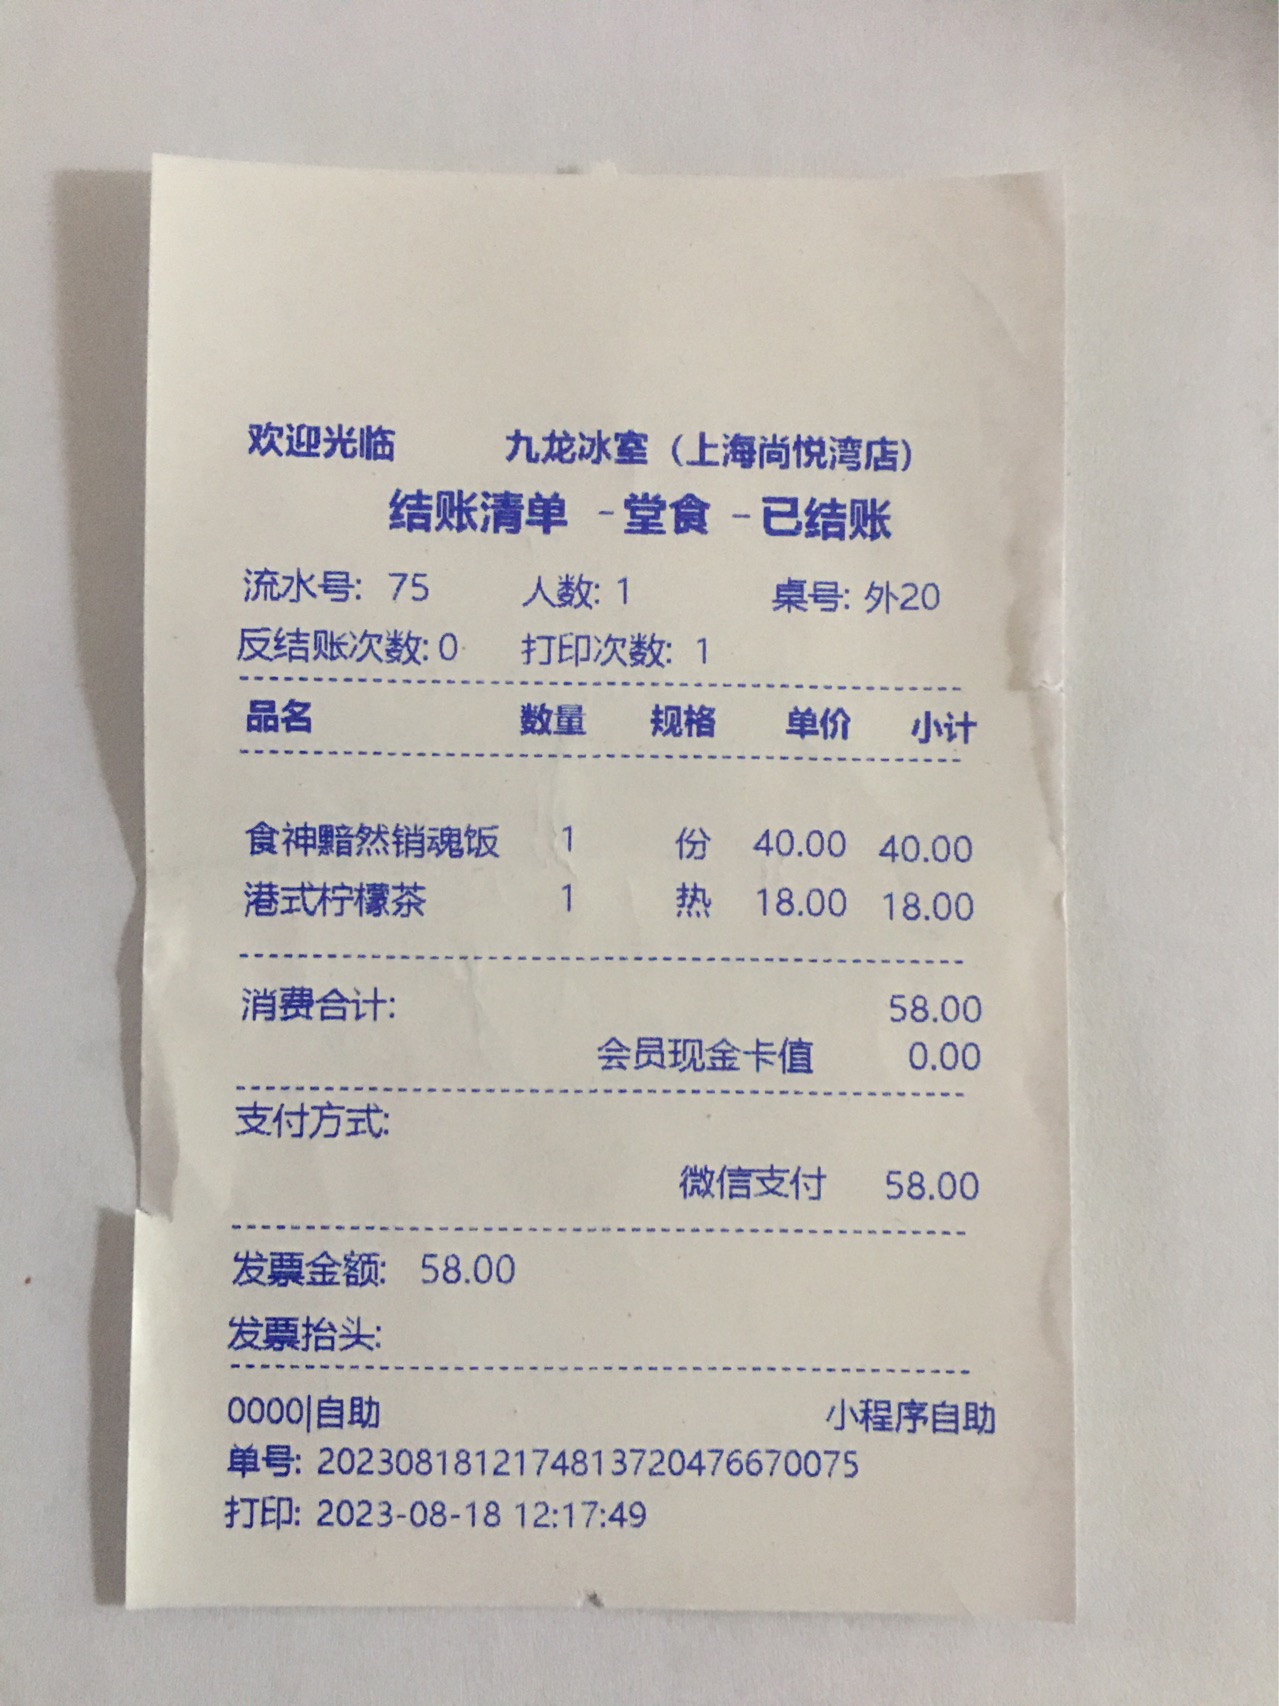 欢迎光临 九龙冰室（上海尚悦湾店）
结账清单 -堂食 -已结账
流水号: 75 人数: 1 桌号: 外20
反结账次数: 0 打印次数: 1
品名 数量 规格 单价 小计
食神黯然销魂饭 1 份 40.00 40.00
港式柠檬茶 1 热 18.00 18.00
消费合计: 58.00
会员现金卡值 0.00
支付方式:
微信支付 58.00
发票金额: 58.00
发票抬头:
0000|自助 小程序自助
单号: 20230818121748137204766​70075
打印: 2023-08-18 12:17:49